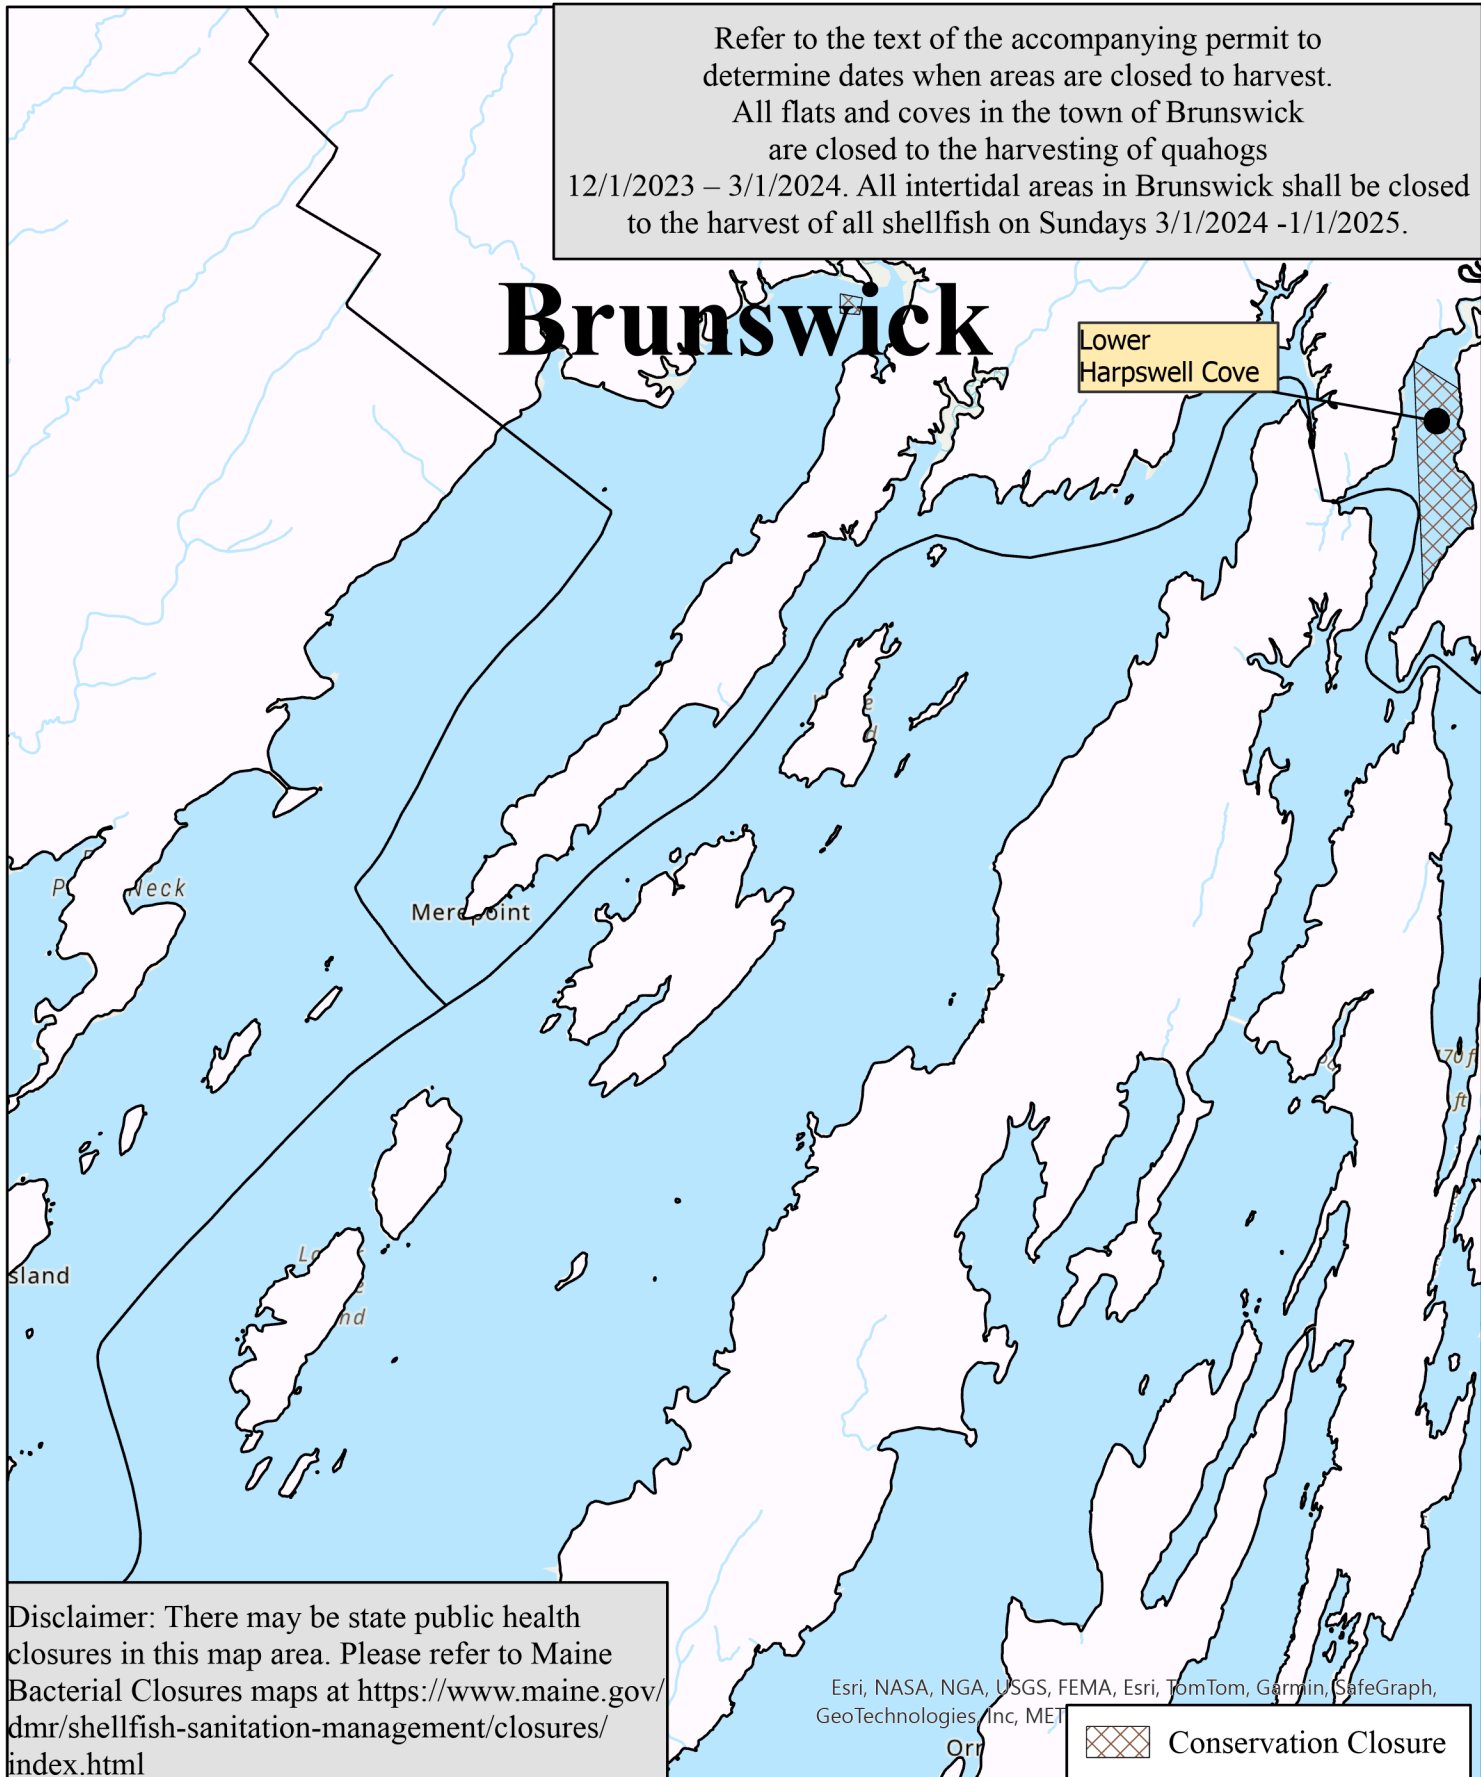 Refer to the text of the accompanying permit to
determine dates when areas are closed to harvest.
All flats and coves in the town of Brunswick
are closed to the harvesting of quahogs
12/1/2023 – 3/1/2024. All intertidal areas in Brunswick shall be closed
to the harvest of all shellfish on Sundays 3/1/2024 -1/1/2025.
Brunswick
Lower
Harpswell Cove
Neck
Merepoint
sland
nd
70 f
ft
Disclaimer: There may be state public health
closures in this map area. Please refer to Maine
Bacterial Closures maps at https://www.maine.gov/
dmr/shellfish-sanitation-management/closures/
index.html
Esri, NASA, NGA, USGS, FEMA, Esri, TomTom, Garmin, SafeGraph,
GeoTechnologies, Inc, MET
Orr
Conservation Closure